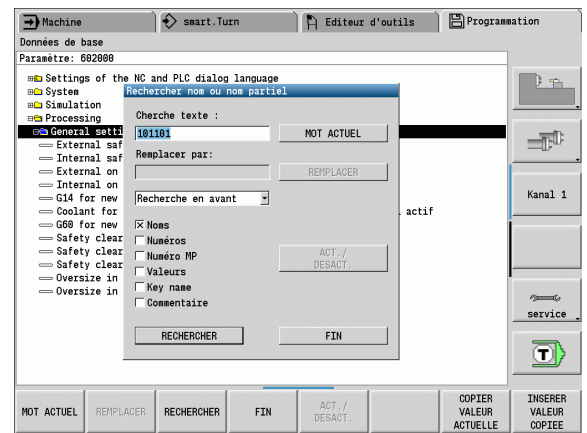 Machine
smart.Turn
Editeur d'outils
Programmation
Données de base
Paramètre: 602000
Settings of the NC and PLC dialog language
System
Rechercher nom ou nom partiel
Simulation
Processing
Cherche texte :
General setti
101101
MOT ACTUEL
External saf
Internal saf
Remplacer par:
External on
REMPLACER
Internal on
G14 for new
Recherche en avant
Kanal 1
Coolant for
actif
G60 for new
Noms
Safety clear
Numéros
Safety clear
Numéro MP
ACT./
DESACT.
Safety clear
Valeurs
Oversize in
Key name
Oversize in
Commentaire
service
RECHERCHER
FIN
T
MOT ACTUEL
REMPLACER
RECHERCHER
FIN
ACT./
DESACT.
COPIER
VALEUR
ACTUELLE
INSERER
VALEUR
COPIEE